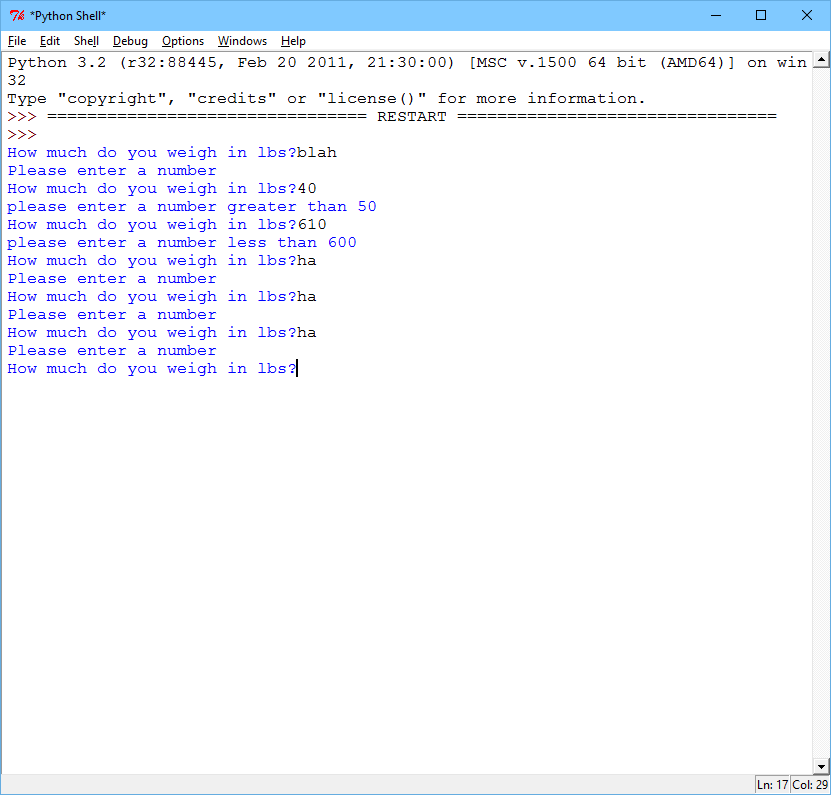 *Python Shell*
File Edit Shell Debug Options Windows Help
Python 3.2 (r32:88445, Feb 20 2011, 21:30:00) [MSC v.1500 64 bit (AMD64)] on win
32
Type "copyright", "credits" or "license()" for more information.
>>> ================================ RESTART ================================
>>>
How much do you weigh in lbs?blah
Please enter a number
How much do you weigh in lbs?40
please enter a number greater than 50
How much do you weigh in lbs?610
please enter a number less than 600
How much do you weigh in lbs?ha
Please enter a number
How much do you weigh in lbs?ha
Please enter a number
How much do you weigh in lbs?ha
Please enter a number
How much do you weigh in lbs?
Ln: 17 Col: 29